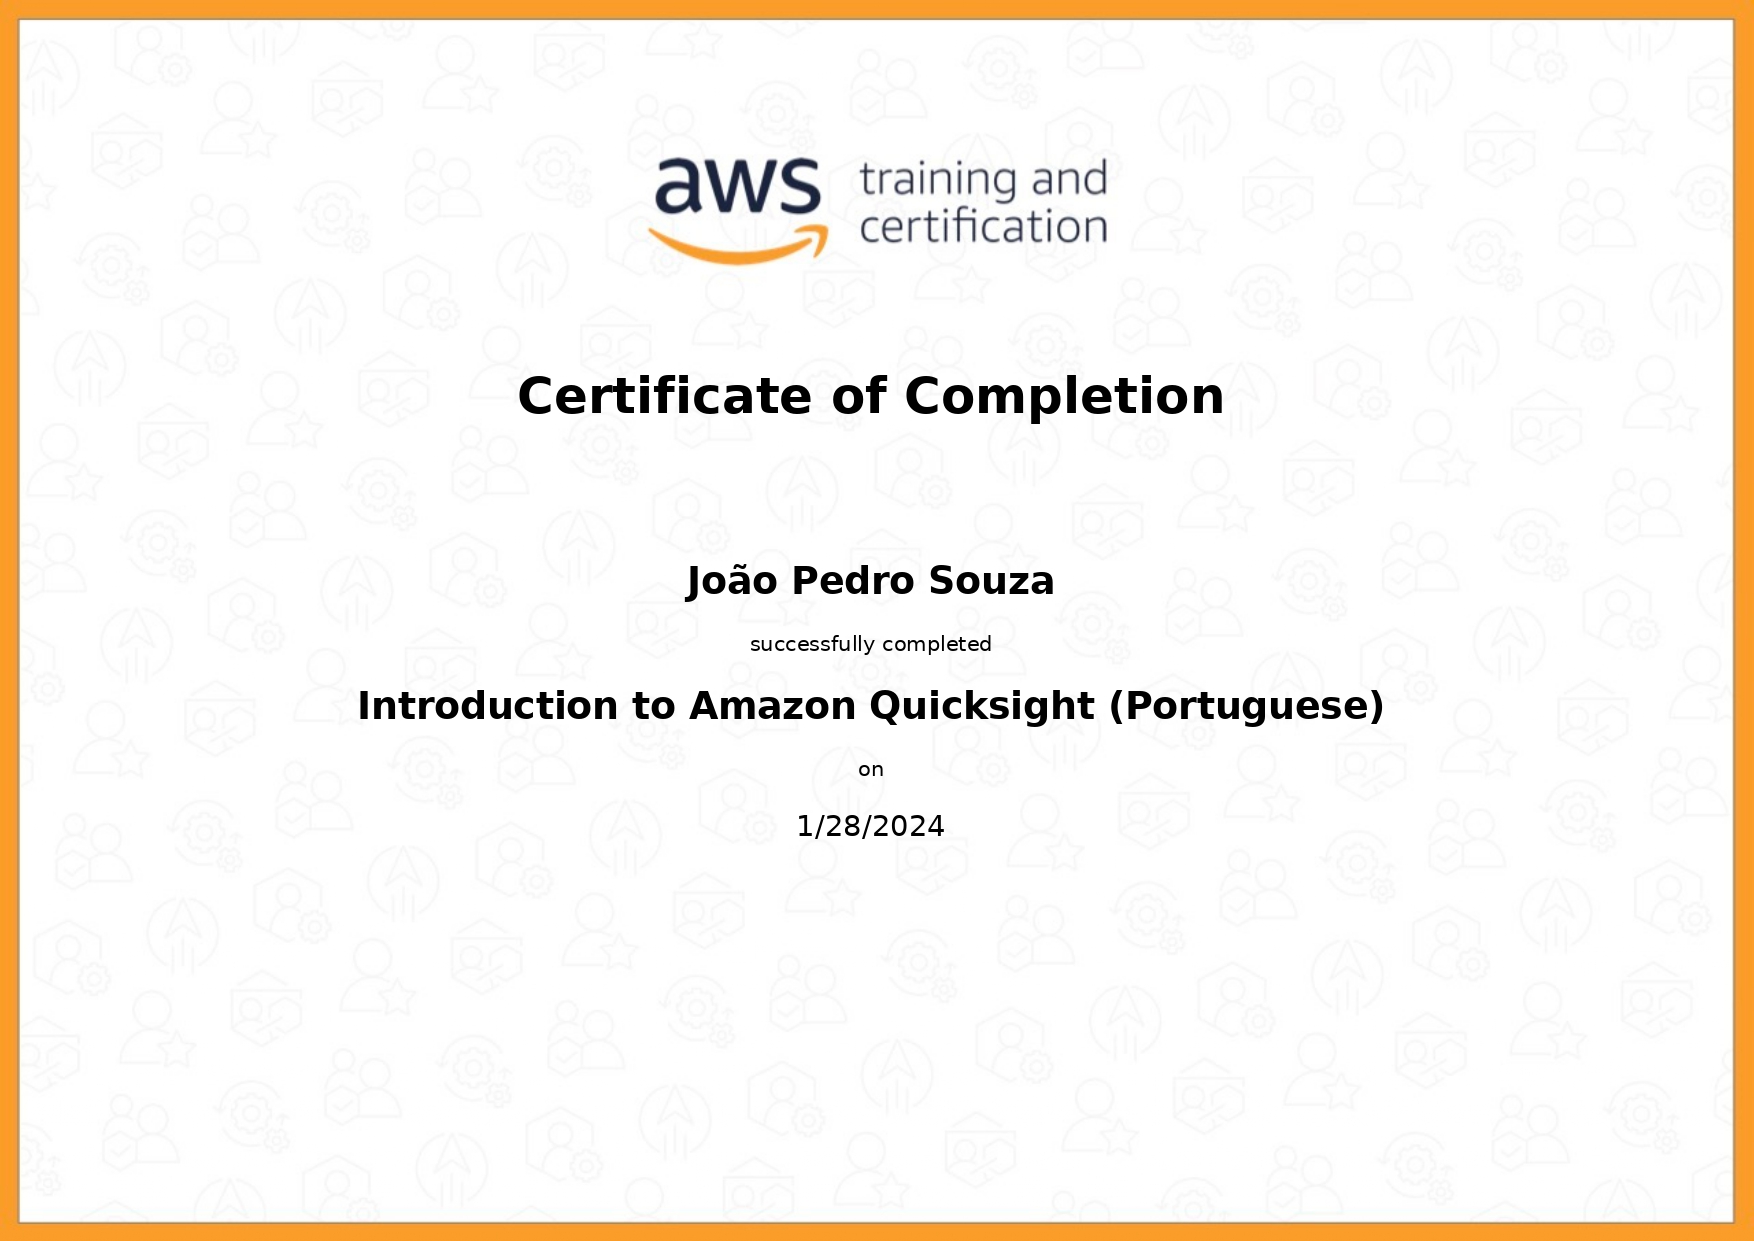 aws
training and
certification
Certificate of Completion
João Pedro Souza
successfully completed
Introduction to Amazon Quicksight (Portuguese)
on
1/28/2024